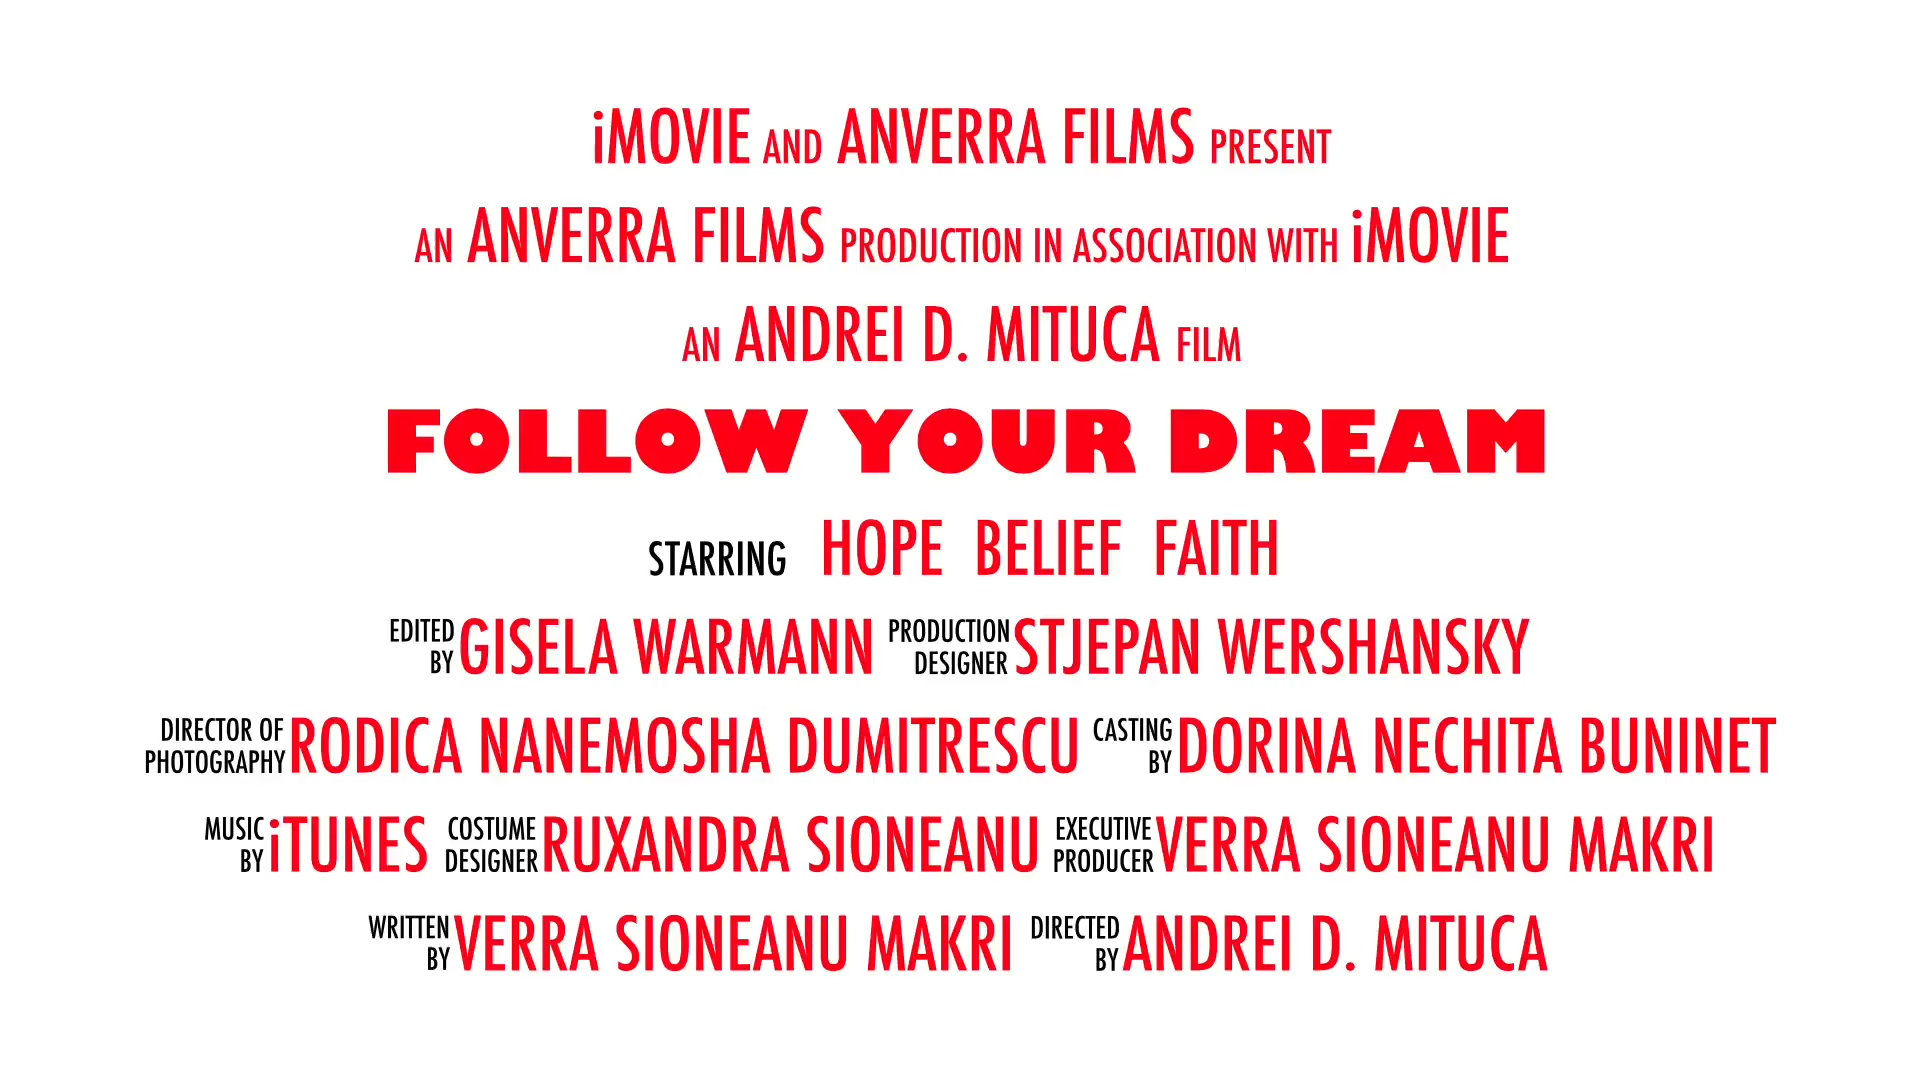 iMOVIE AND ANVERRA FILMS PRESENT
AN ANVERRA FILMS PRODUCTION IN ASSOCIATION WITH iMOVIE
AN ANDREI D. MITUCA FILM
FOLLOW YOUR DREAM
STARRING HOPE BELIEF FAITH
EDITED BY GISELA WARMANN PRODUCTION DESIGNER STJEPAN WERSHANSKY
DIRECTOR OF PHOTOGRAPHY RODICA NANEMOSHA DUMITRESCU CASTING BY DORINA NECHITA BUNINET
MUSIC BY iTUNES COSTUME DESIGNER RUXANDRA SIONEANU EXECUTIVE PRODUCER VERRA SIONEANU MAKRI
WRITTEN BY VERRA SIONEANU MAKRI DIRECTED BY ANDREI D. MITUCA